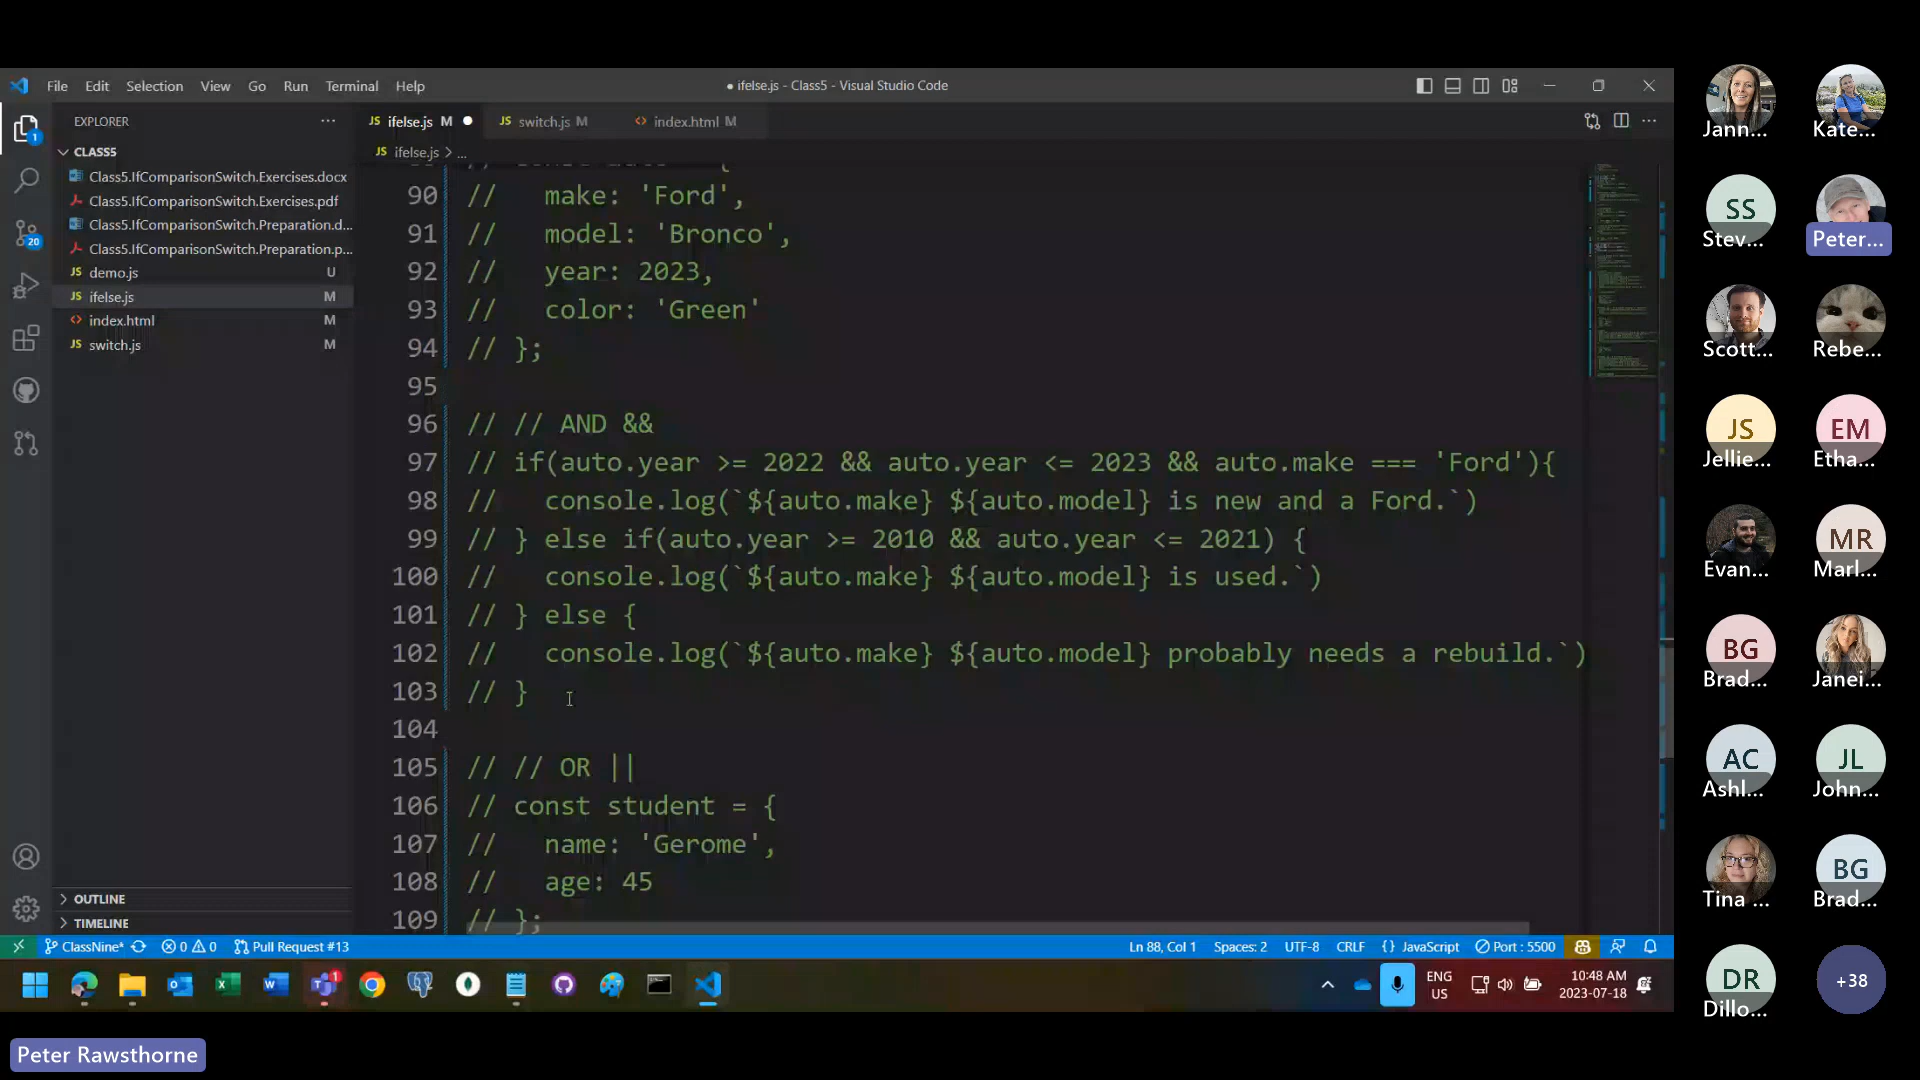 File Edit Selection View Go Run Terminal Help
● ifelse.js - Class5 - Visual Studio Code
EXPLORER
CLASS5
Class5.IfComparisonSwitch.Exercises.docx
Class5.IfComparisonSwitch.Exercises.pdf
Class5.IfComparisonSwitch.Preparation.d...
Class5.IfComparisonSwitch.Preparation.p...
JS demo.js U
JS ifelse.js M
<> index.html M
JS switch.js M
OUTLINE
TIMELINE
JS ifelse.js M ●
JS switch.js M
<> index.html M
JS ifelse.js > ...
90 //   make: 'Ford',
91 //   model: 'Bronco',
92 //   year: 2023,
93 //   color: 'Green'
94 // };
95
96 // // AND &&
97 // if(auto.year >= 2022 && auto.year <= 2023 && auto.make === 'Ford'){
98 //   console.log(`${auto.make} ${auto.model} is new and a Ford.`)
99 // } else if(auto.year >= 2010 && auto.year <= 2021) {
100 //   console.log(`${auto.make} ${auto.model} is used.`)
101 // } else {
102 //   console.log(`${auto.make} ${auto.model} probably needs a rebuild.`)
103 // }
104
105 // // OR ||
106 // const student = {
107 //   name: 'Gerome',
108 //   age: 45
109 // };
1
20
ClassNine* 0 0 Pull Request #13
Ln 88, Col 1 Spaces: 2 UTF-8 CRLF {} JavaScript Port : 5500
1
ENG
US
10:48 AM
2023-07-18
Jann...
Kate...
SS
Stev...
Peter...
Scott...
Rebe...
JS
Jellie...
EM
Etha...
Evan...
MR
Marl...
BG
Brad...
Janei...
AC
Ashl...
JL
John...
Tina ...
BG
Brad...
DR
Dillo...
+38
Peter Rawsthorne